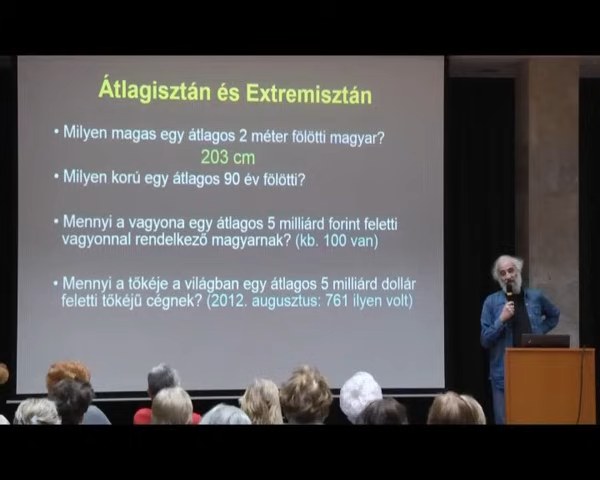 Átlagisztán és Extremisztán
• Milyen magas egy átlagos 2 méter fölötti magyar?
203 cm
• Milyen korú egy átlagos 90 év fölötti?
• Mennyi a vagyona egy átlagos 5 milliárd forint feletti
vagyonnal rendelkező magyarnak? (kb. 100 van)
• Mennyi a tőkéje a világban egy átlagos 5 milliárd dollár
feletti tőkéjű cégnek? (2012. augusztus: 761 ilyen volt)